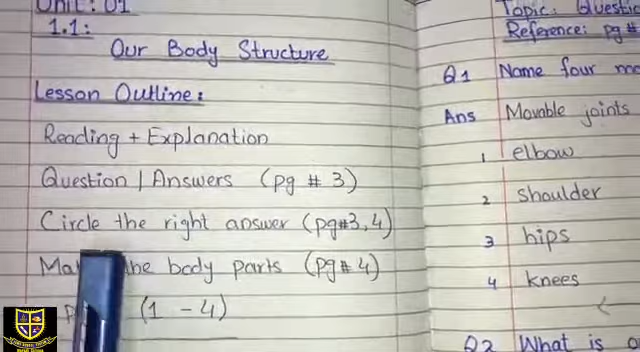 Unit: 01
1.1:
Our Body Structure
Lesson Outline:
Reading + Explanation
Question / Answers (pg # 3)
Circle the right answer (pg#3,4)
the body parts (pg# 4)
(1 - 4)
Topic:
Reference: pg #
Q1 Name four
Ans Movable joints
1 elbow
2 shoulder
3 hips
4 knees
Q2 What is